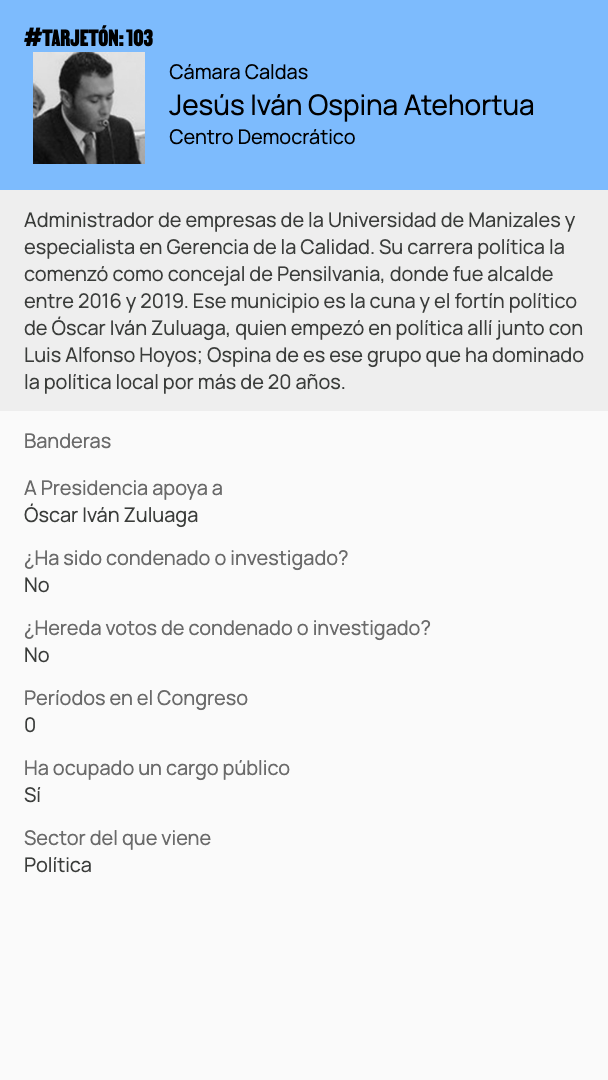 #TARJETÓN: 103
Cámara Caldas
Jesús Iván Ospina Atehortua
Centro Democrático
Administrador de empresas de la Universidad de Manizales y
especialista en Gerencia de la Calidad. Su carrera política la
comenzó como concejal de Pensilvania, donde fue alcalde
entre 2016 y 2019. Ese municipio es la cuna y el fortín político
de Óscar Iván Zuluaga, quien empezó en política allí junto con
Luis Alfonso Hoyos; Ospina de es ese grupo que ha dominado
la política local por más de 20 años.
Banderas
A Presidencia apoya a
Óscar Iván Zuluaga
¿Ha sido condenado o investigado?
No
¿Hereda votos de condenado o investigado?
No
Períodos en el Congreso
0
Ha ocupado un cargo público
Sí
Sector del que viene
Política